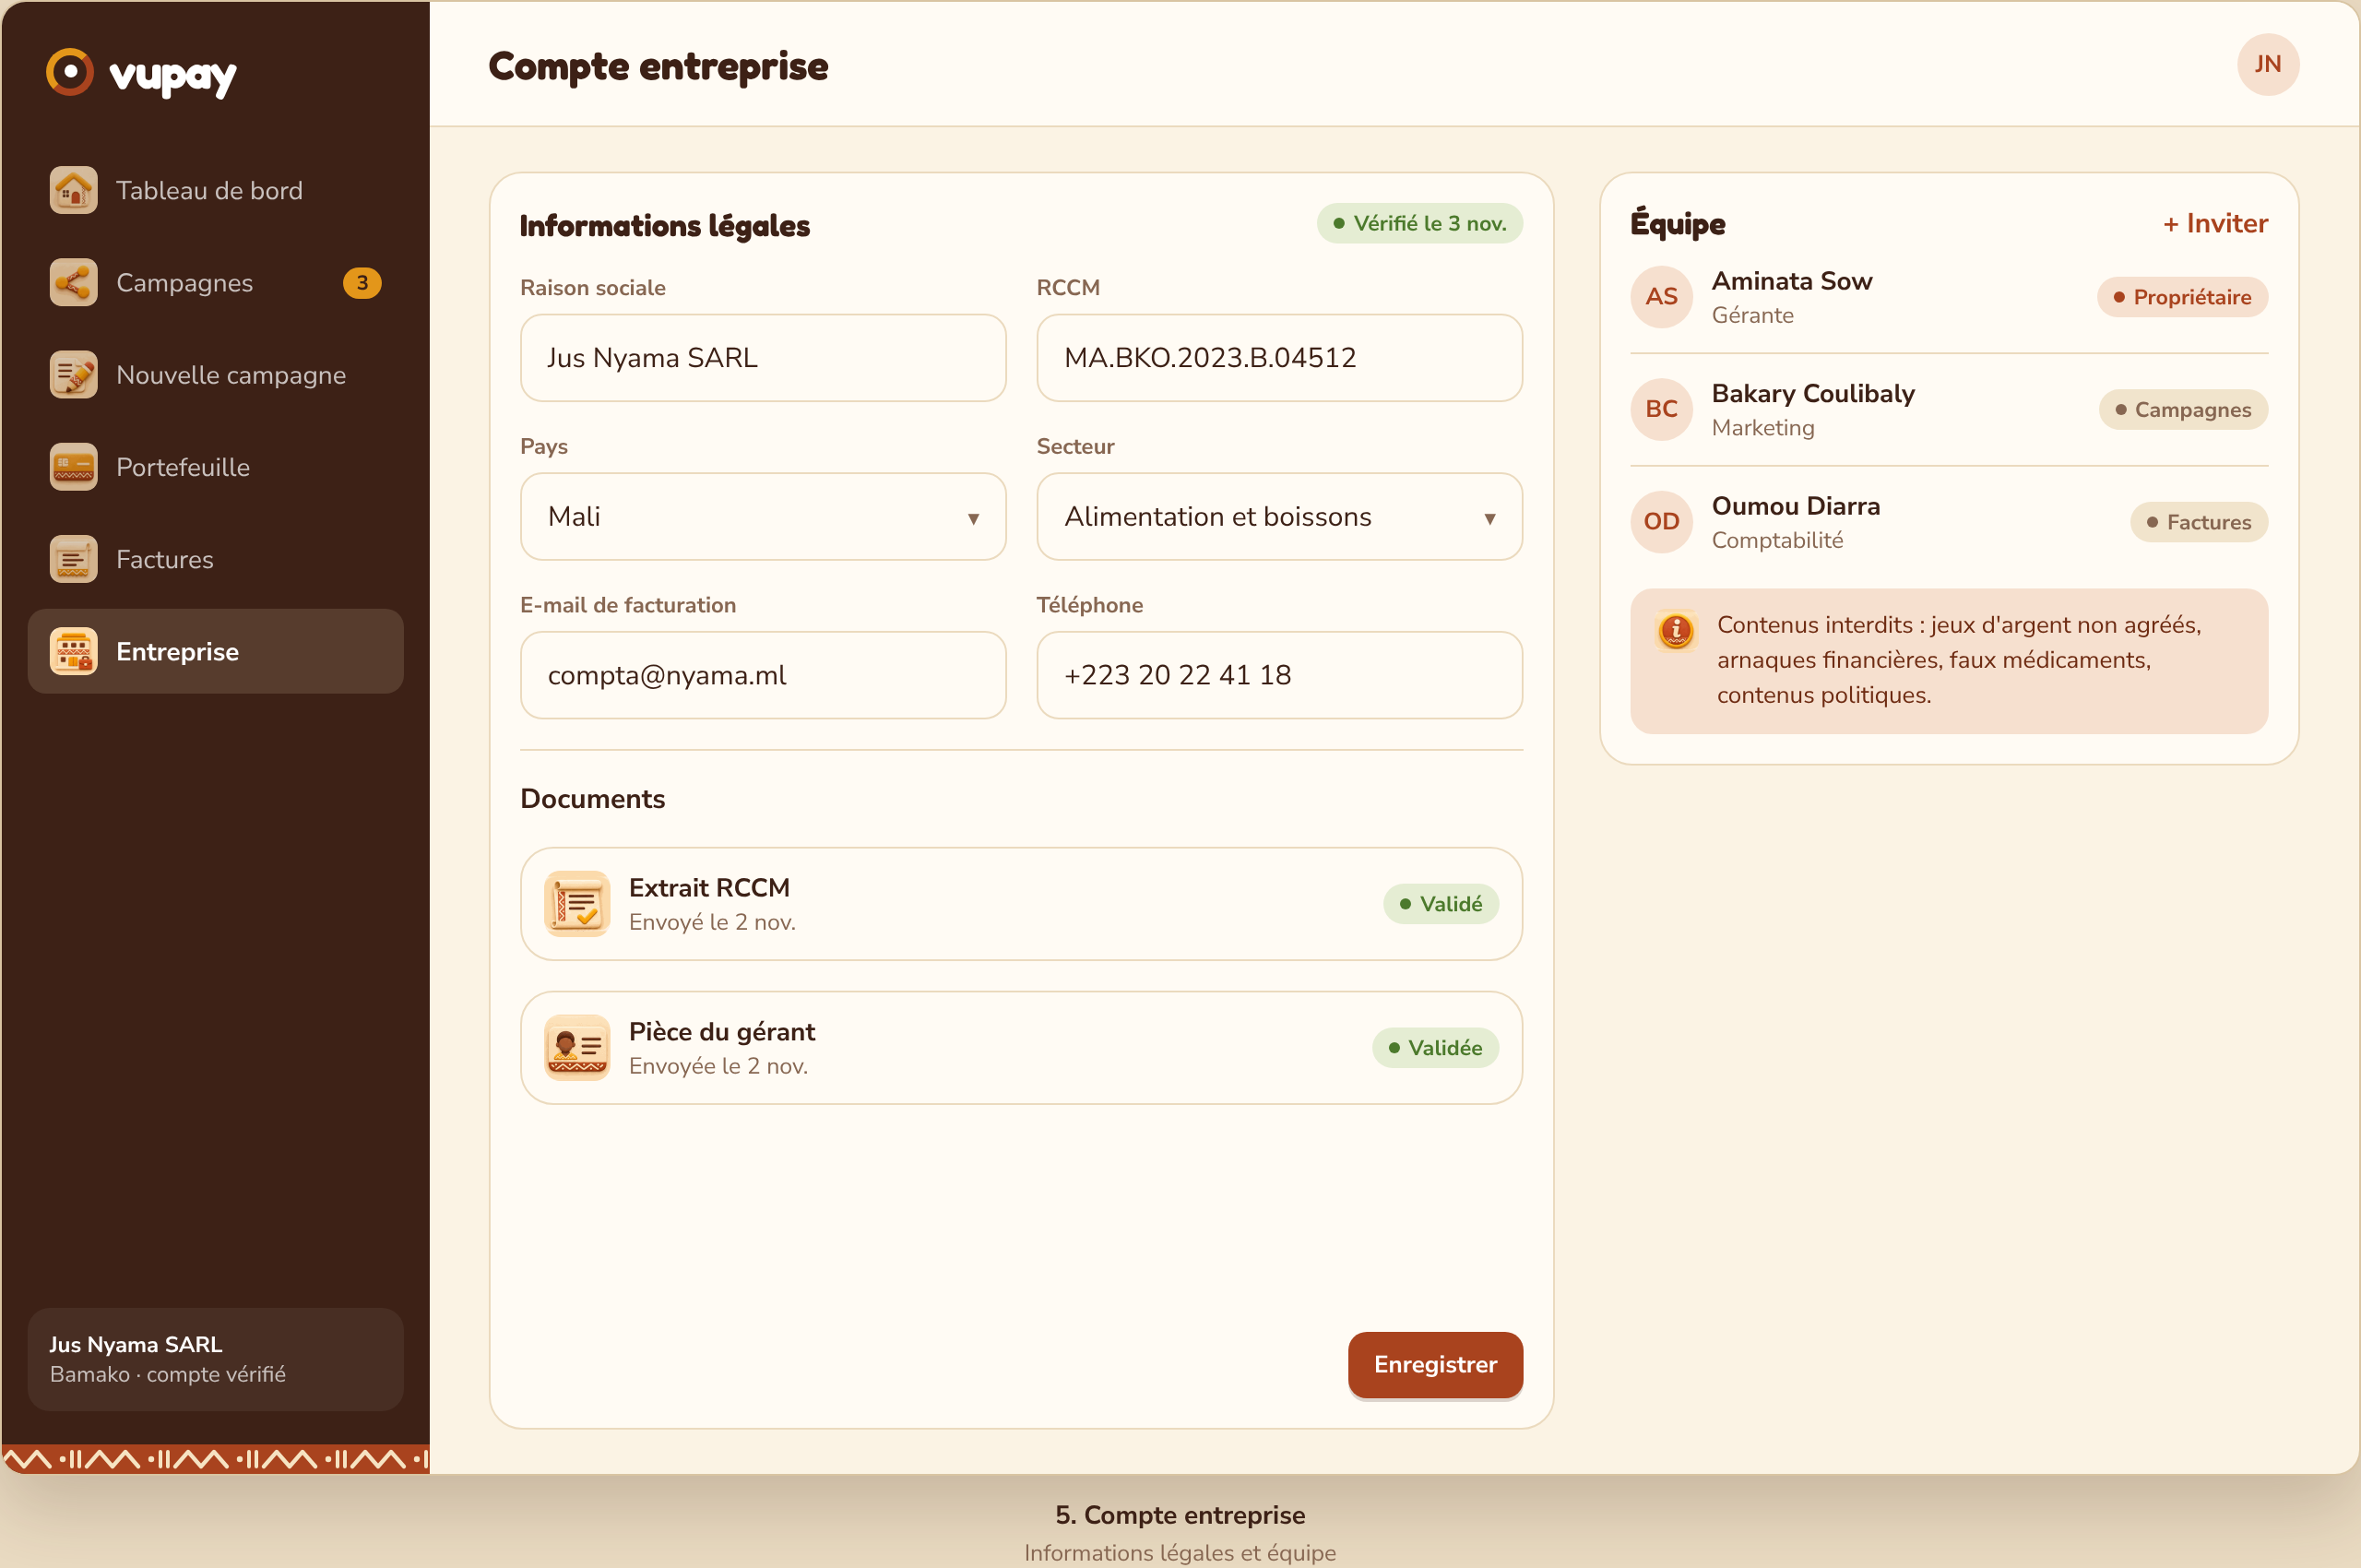 vupay
Tableau de bord
Campagnes
3
Nouvelle campagne
Portefeuille
Factures
Entreprise
Jus Nyama SARL
Bamako · compte vérifié
Compte entreprise
JN
Informations légales
Vérifié le 3 nov.
Raison sociale
Jus Nyama SARL
RCCM
MA.BKO.2023.B.04512
Pays
Mali
Secteur
Alimentation et boissons
E-mail de facturation
compta@nyama.ml
Téléphone
+223 20 22 41 18
Documents
Extrait RCCM
Envoyé le 2 nov.
Validé
Pièce du gérant
Envoyée le 2 nov.
Validée
Enregistrer
Équipe
+ Inviter
AS
Aminata Sow
Gérante
Propriétaire
BC
Bakary Coulibaly
Marketing
Campagnes
OD
Oumou Diarra
Comptabilité
Factures
Contenus interdits : jeux d'argent non agréés,
arnaques financières, faux médicaments,
contenus politiques.
5. Compte entreprise
Informations légales et équipe